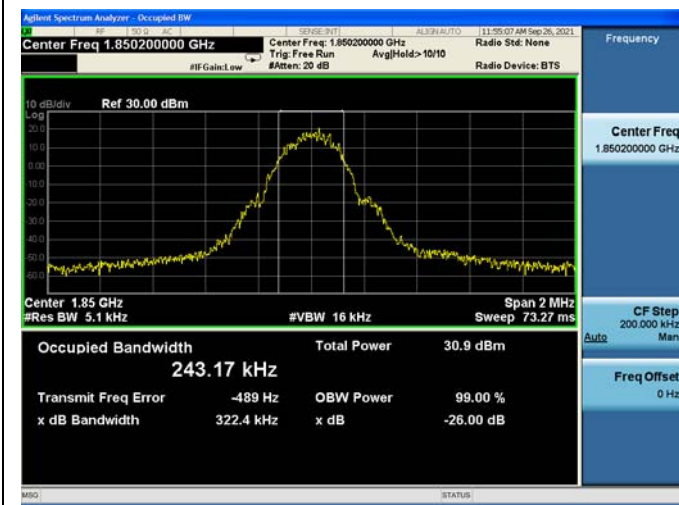 Agilent Spectrum Analyzer - Occupied BW
RF 50 Ω AC SENSE:INT ALIGN AUTO 11:55:07 AM Sep 26, 2021
Center Freq 1.850200000 GHz
Center Freq: 1.850200000 GHz
Radio Std: None
Trig: Free Run Avg|Hold:>10/10
#IFGain:Low #Atten: 20 dB Radio Device: BTS
Frequency
10 dB/div Ref 30.00 dBm
Log
20.0
10.0
0.00
-10.0
-20.0
-30.0
-40.0
-50.0
-60.0
Center Freq
1.850200000 GHz
Center 1.85 GHz Span 2 MHz
#Res BW 5.1 kHz #VBW 16 kHz Sweep 73.27 ms
CF Step
200.000 kHz
Auto Man
Occupied Bandwidth Total Power 30.9 dBm
243.17 kHz
Transmit Freq Error -489 Hz OBW Power 99.00 %
x dB Bandwidth 322.4 kHz x dB -26.00 dB
Freq Offset
0 Hz
MSG STATUS